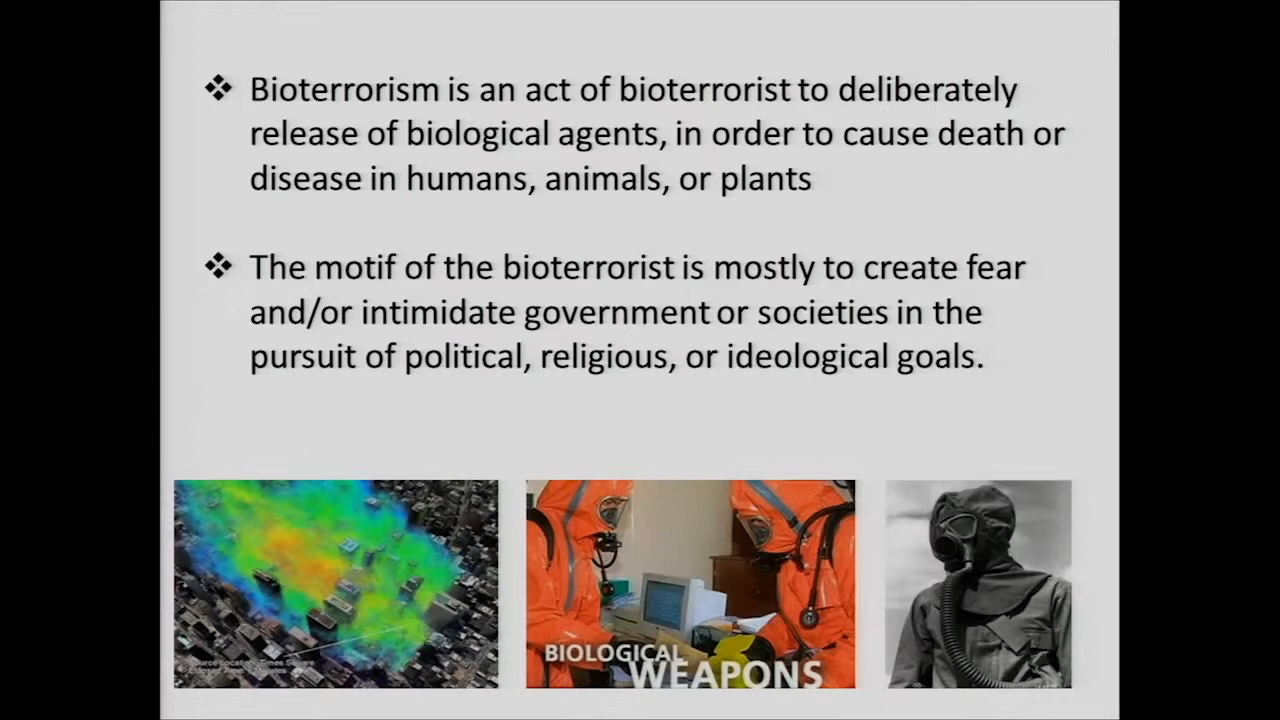 ❖ Bioterrorism is an act of bioterrorist to deliberately
release of biological agents, in order to cause death or
disease in humans, animals, or plants
❖ The motif of the bioterrorist is mostly to create fear
and/or intimidate government or societies in the
pursuit of political, religious, or ideological goals.
Times Square
BIOLOGICAL
WEAPONS